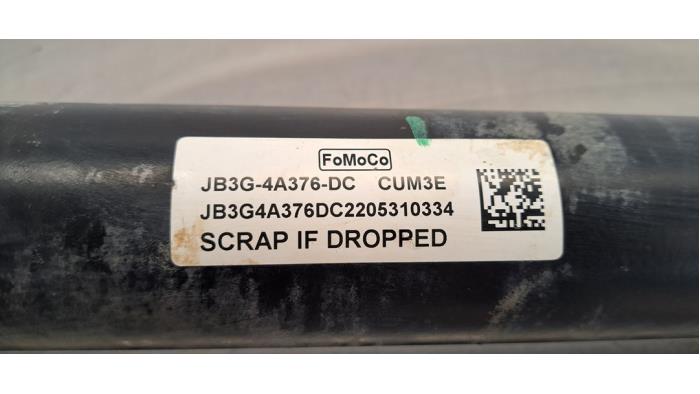 FoMoCo
JB3G-4A376-DC CUM3E
JB3G4A376DC2205310334
SCRAP IF DROPPED